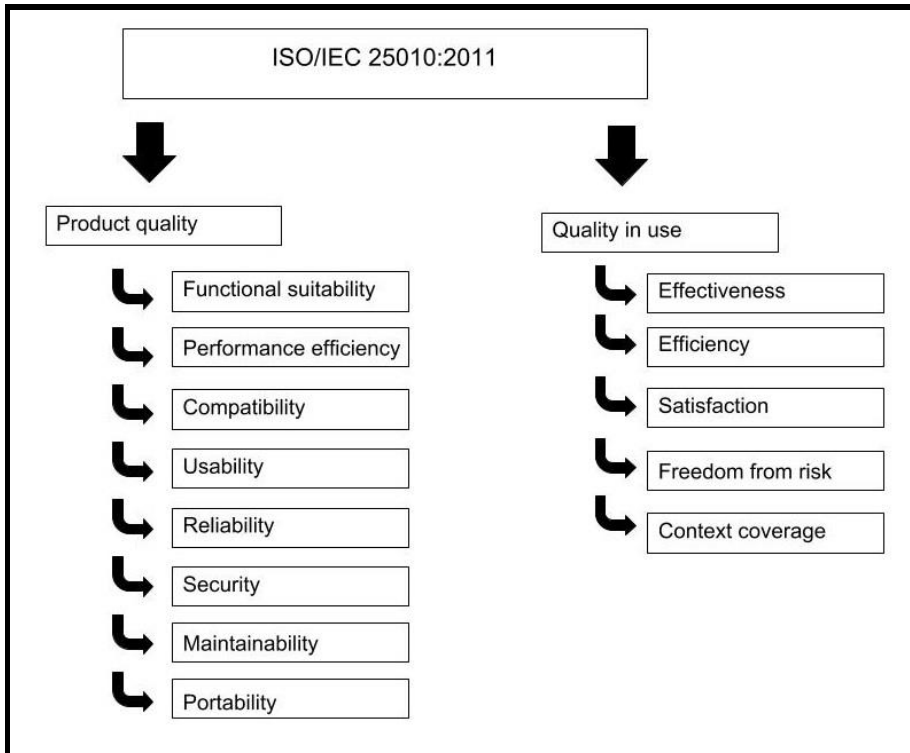 ISO/IEC 25010:2011
Product quality
Functional suitability
Performance efficiency
Compatibility
Usability
Reliability
Security
Maintainability
Portability
Quality in use
Effectiveness
Efficiency
Satisfaction
Freedom from risk
Context coverage